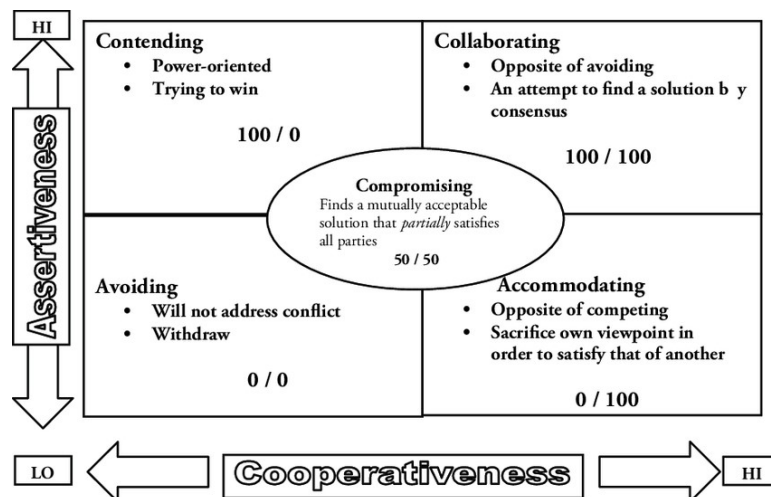 HI
Contending
• Power-oriented
• Trying to win
100 / 0
Collaborating
• Opposite of avoiding
• An attempt to find a solution b y
consensus
100 / 100
Assertiveness
Compromising
Finds a mutually acceptable
solution that partially satisfies
all parties
50 / 50
Avoiding
• Will not address conflict
• Withdraw
0 / 0
Accommodating
• Opposite of competing
• Sacrifice own viewpoint in
order to satisfy that of another
0 / 100
LO
Cooperativeness
HI